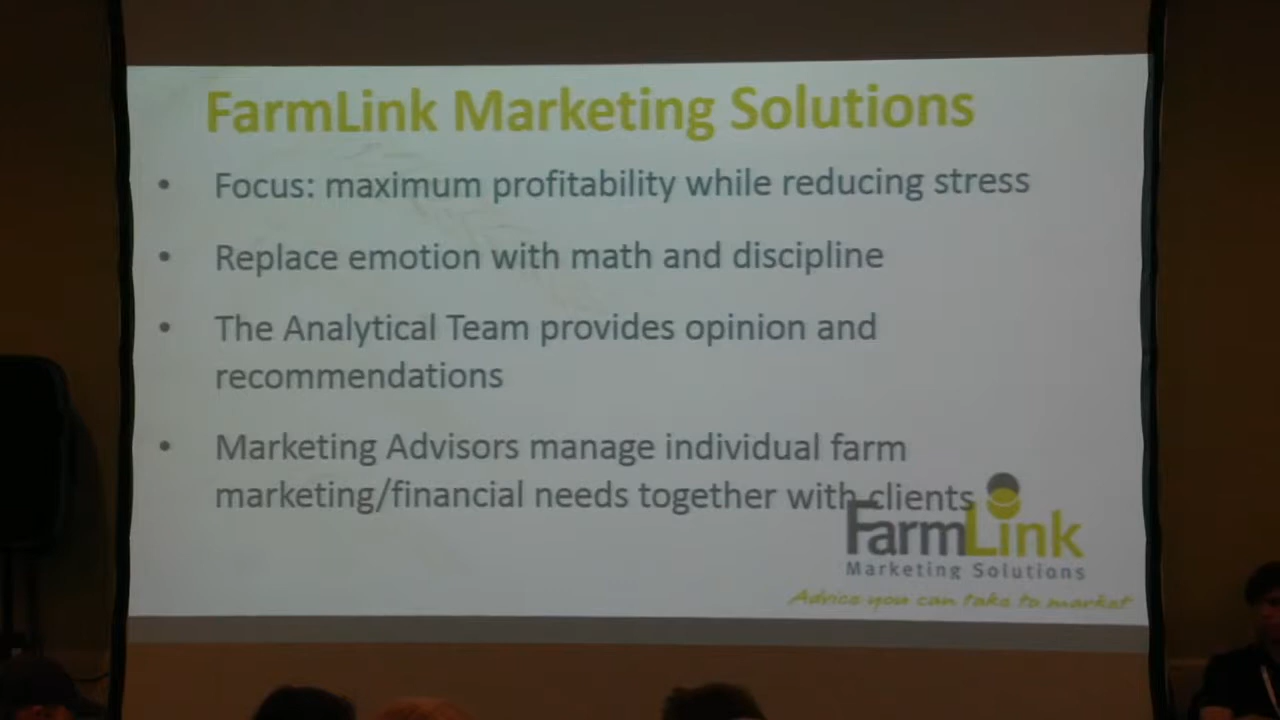 FarmLink Marketing Solutions
• Focus: maximum profitability while reducing stress
• Replace emotion with math and discipline
• The Analytical Team provides opinion and
recommendations
• Marketing Advisors manage individual farm
marketing/financial needs together with clients
FarmLink
Marketing Solutions
Advice you can take to market